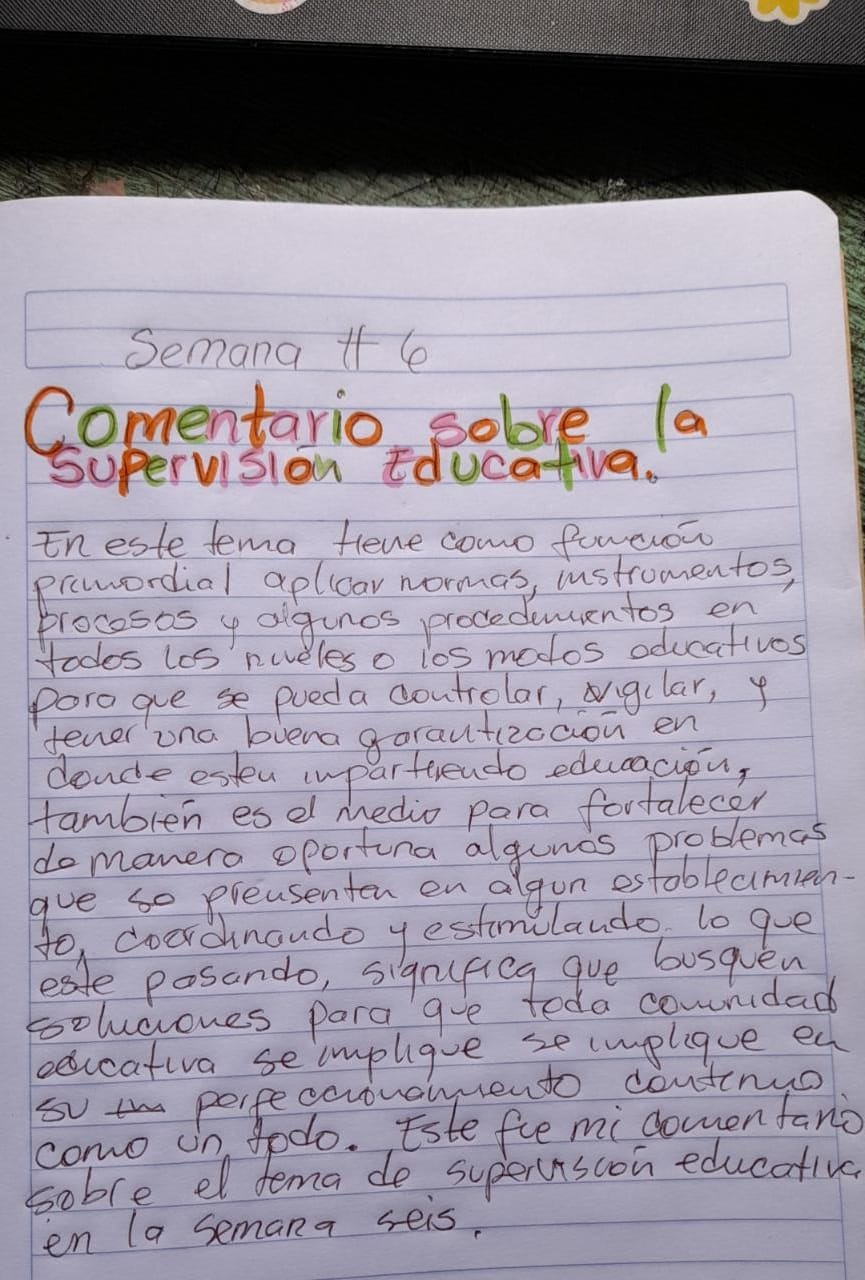 Semana # 6
Comentario sobre la
Supervisión Educativa.
En este tema tiene como función
primordial aplicar normas, instrumentos,
procesos y algunos procedimientos en
todos los niveles o los modos educativos
para que se pueda controlar, vigilar, y
tener una buena garantización en
donde esten impartiendo educación,
también es el medio para fortalecer
de manera oportuna algunos problemas
que se preusenten en algun establecimien-
to, coordinando y estimulando lo que
este pasando, significa que busquen
soluciones para que toda comunidad
educativa se implique se implique en
su perfeccionamiento continuo
como un todo. Este fue mi comentario
sobre el tema de supervisción educativa
en la semana seis.